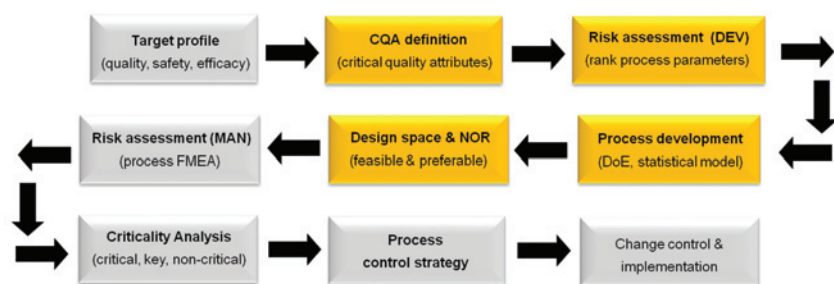 Target profile
(quality, safety, efficacy)
CQA definition
(critical quality attributes)
Risk assessment (DEV)
(rank process parameters)
Process development
(DoE, statistical model)
Design space & NOR
(feasible & preferable)
Risk assessment (MAN)
(process FMEA)
Criticality Analysis
(critical, key, non-critical)
Process
control strategy
Change control &
implementation